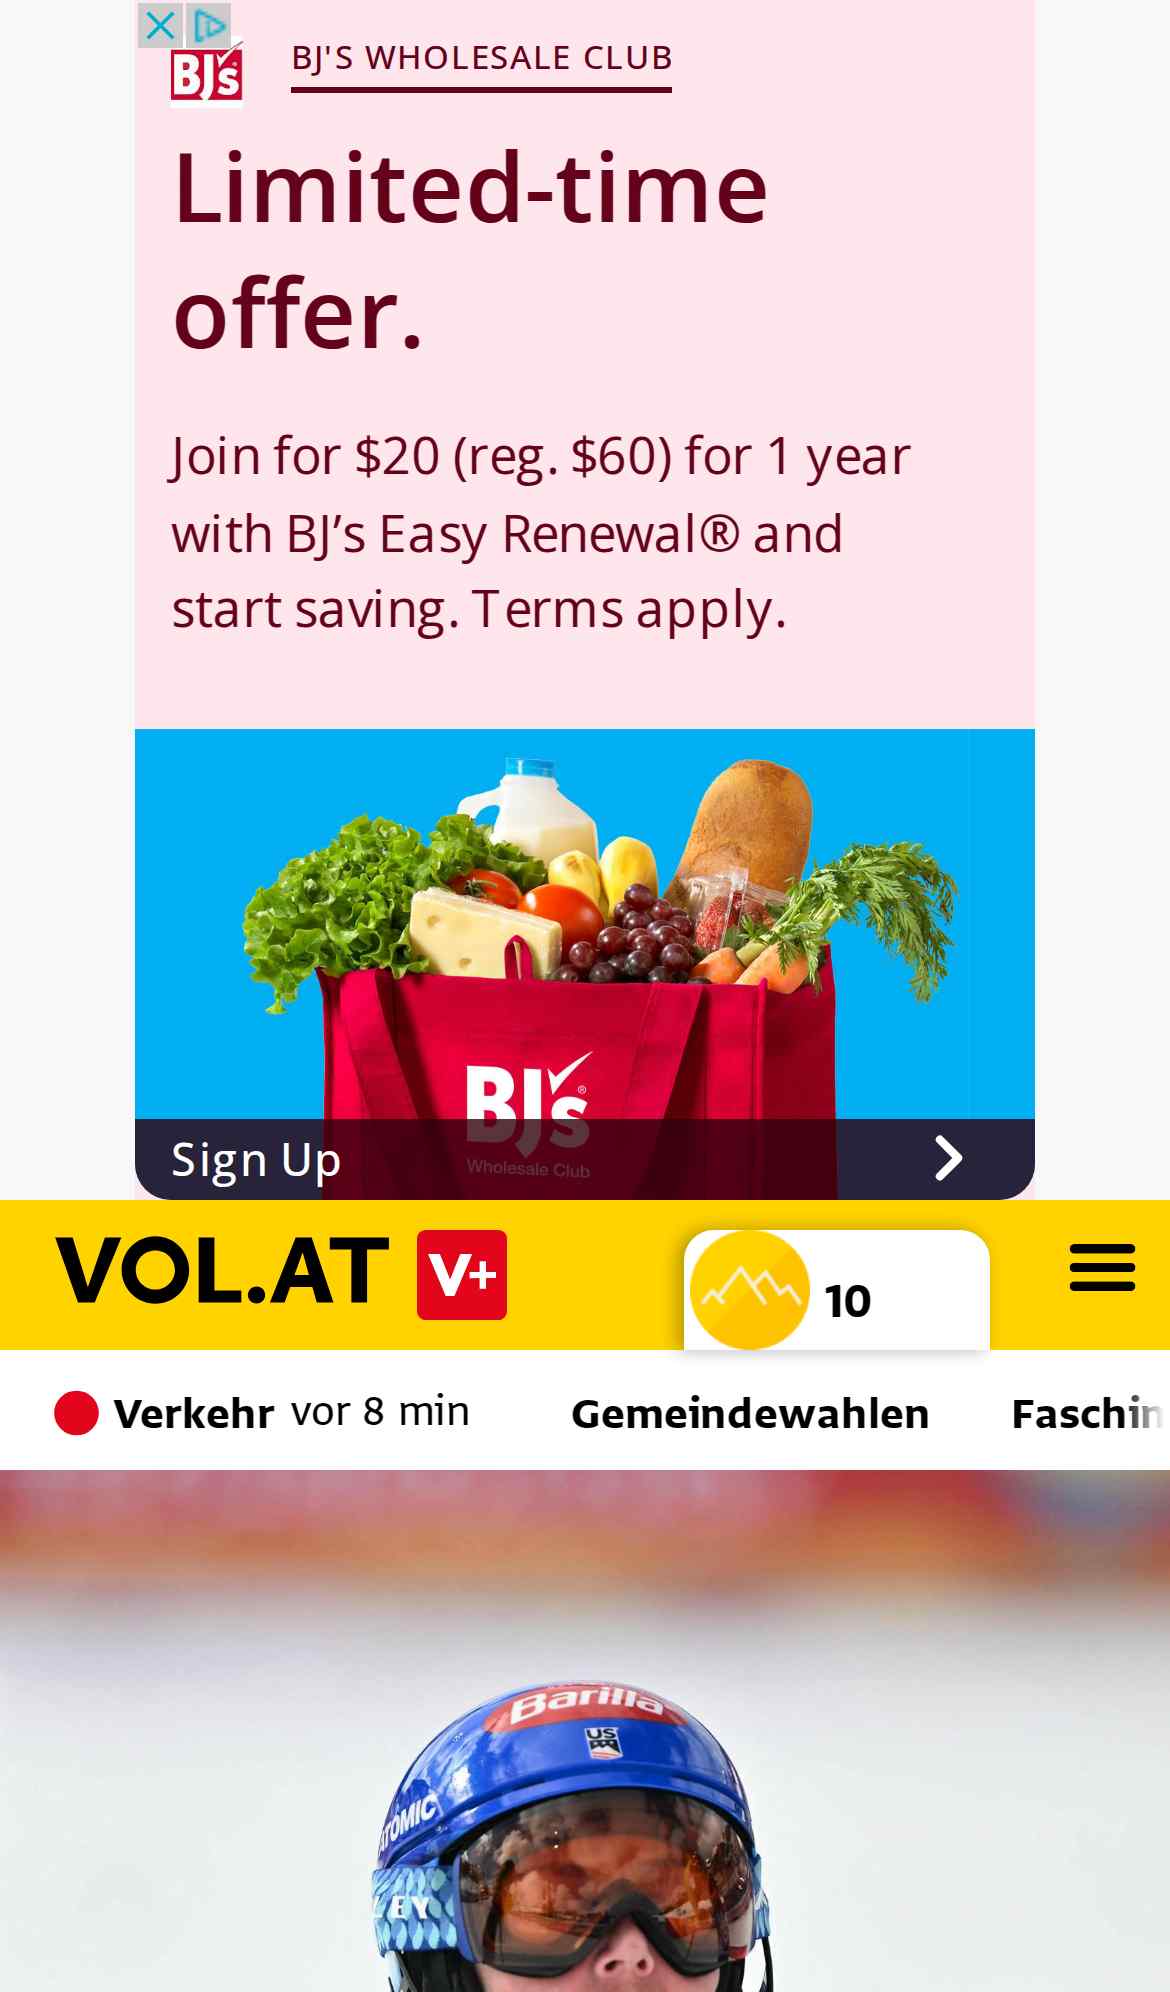 BJ's
BJ'S WHOLESALE CLUB
Limited-time
offer.
Join for $20 (reg. $60) for 1 year
with BJ’s Easy Renewal® and
start saving. Terms apply.
BJ's®
Wholesale Club
Sign Up
VOL.AT V+
10
Verkehr vor 8 min Gemeindewahlen Faschin
Barilla
US
ATOMIC
LEY